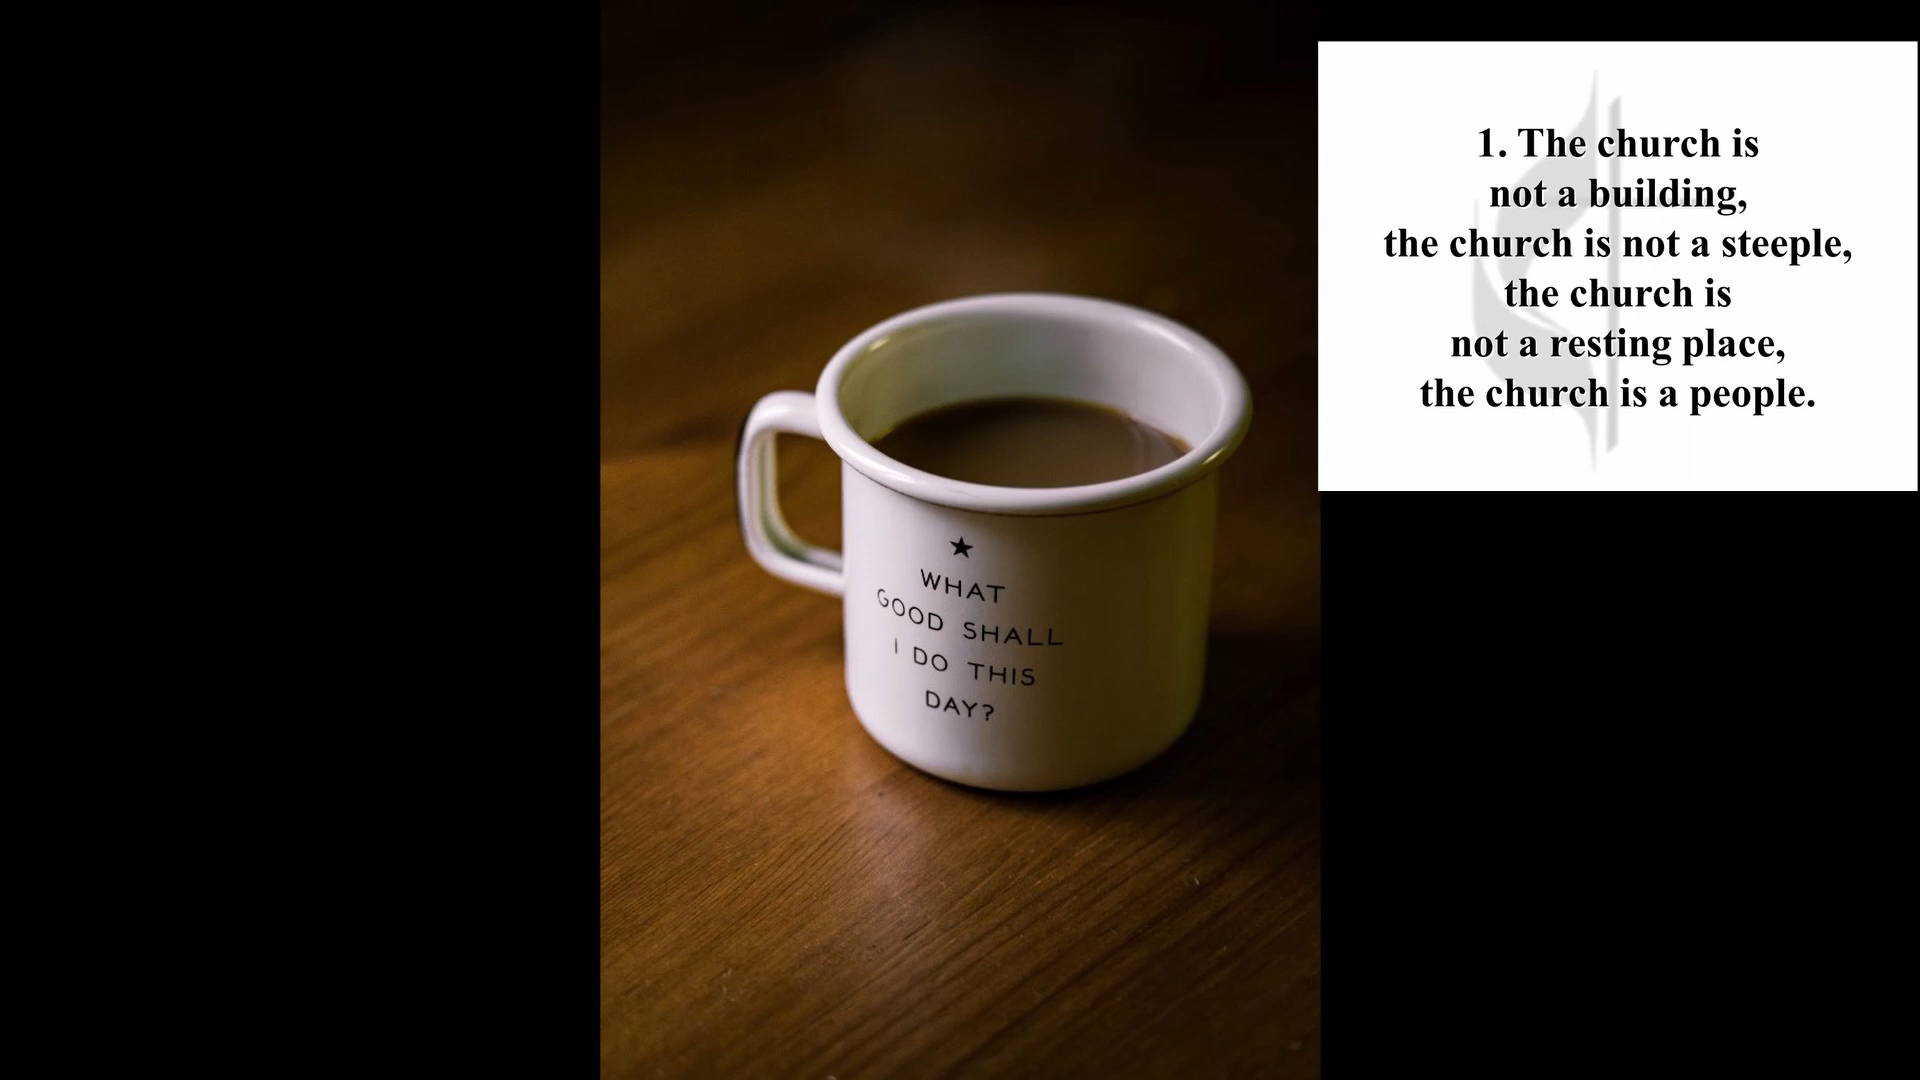 ★
WHAT
GOOD SHALL
I DO THIS
DAY?
1. The church is
not a building,
the church is not a steeple,
the church is
not a resting place,
the church is a people.